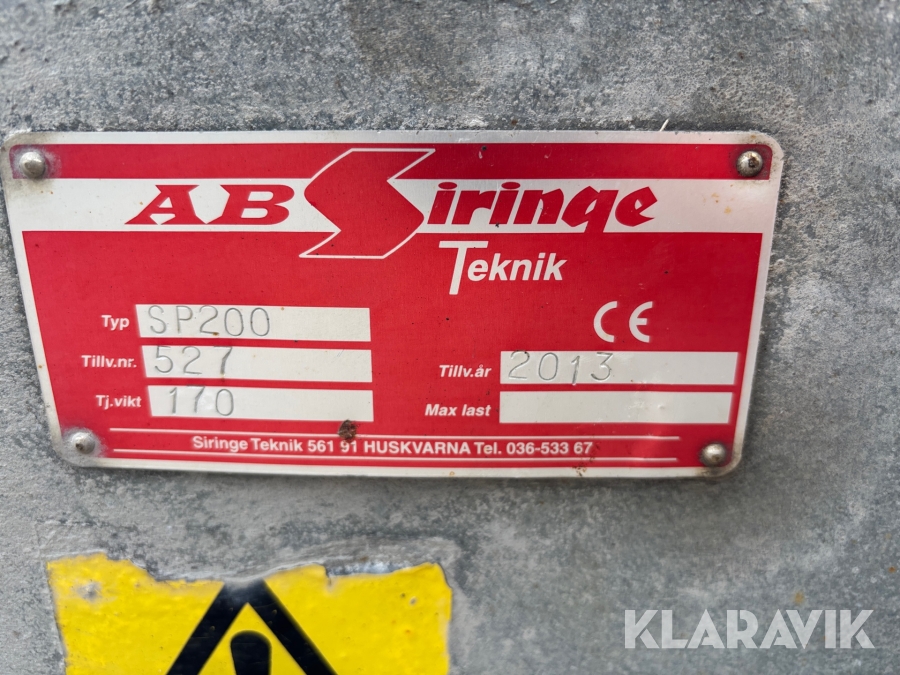 AB Siringe
Teknik
Typ SP200
Tillv.nr. 527
Tillv.år 2013
Tj.vikt 170
Max last
Siringe Teknik 561 91 HUSKVARNA Tel. 036-533 67
CE
KLARAVIK